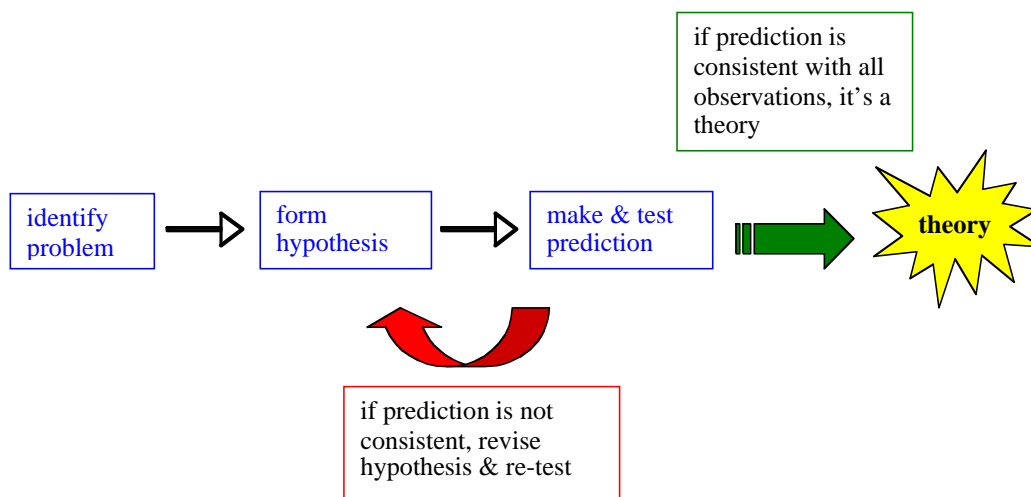 if prediction is
consistent with all
observations, it’s a
theory
identify
problem
form
hypothesis
make & test
prediction
theory
if prediction is not
consistent, revise
hypothesis & re-test